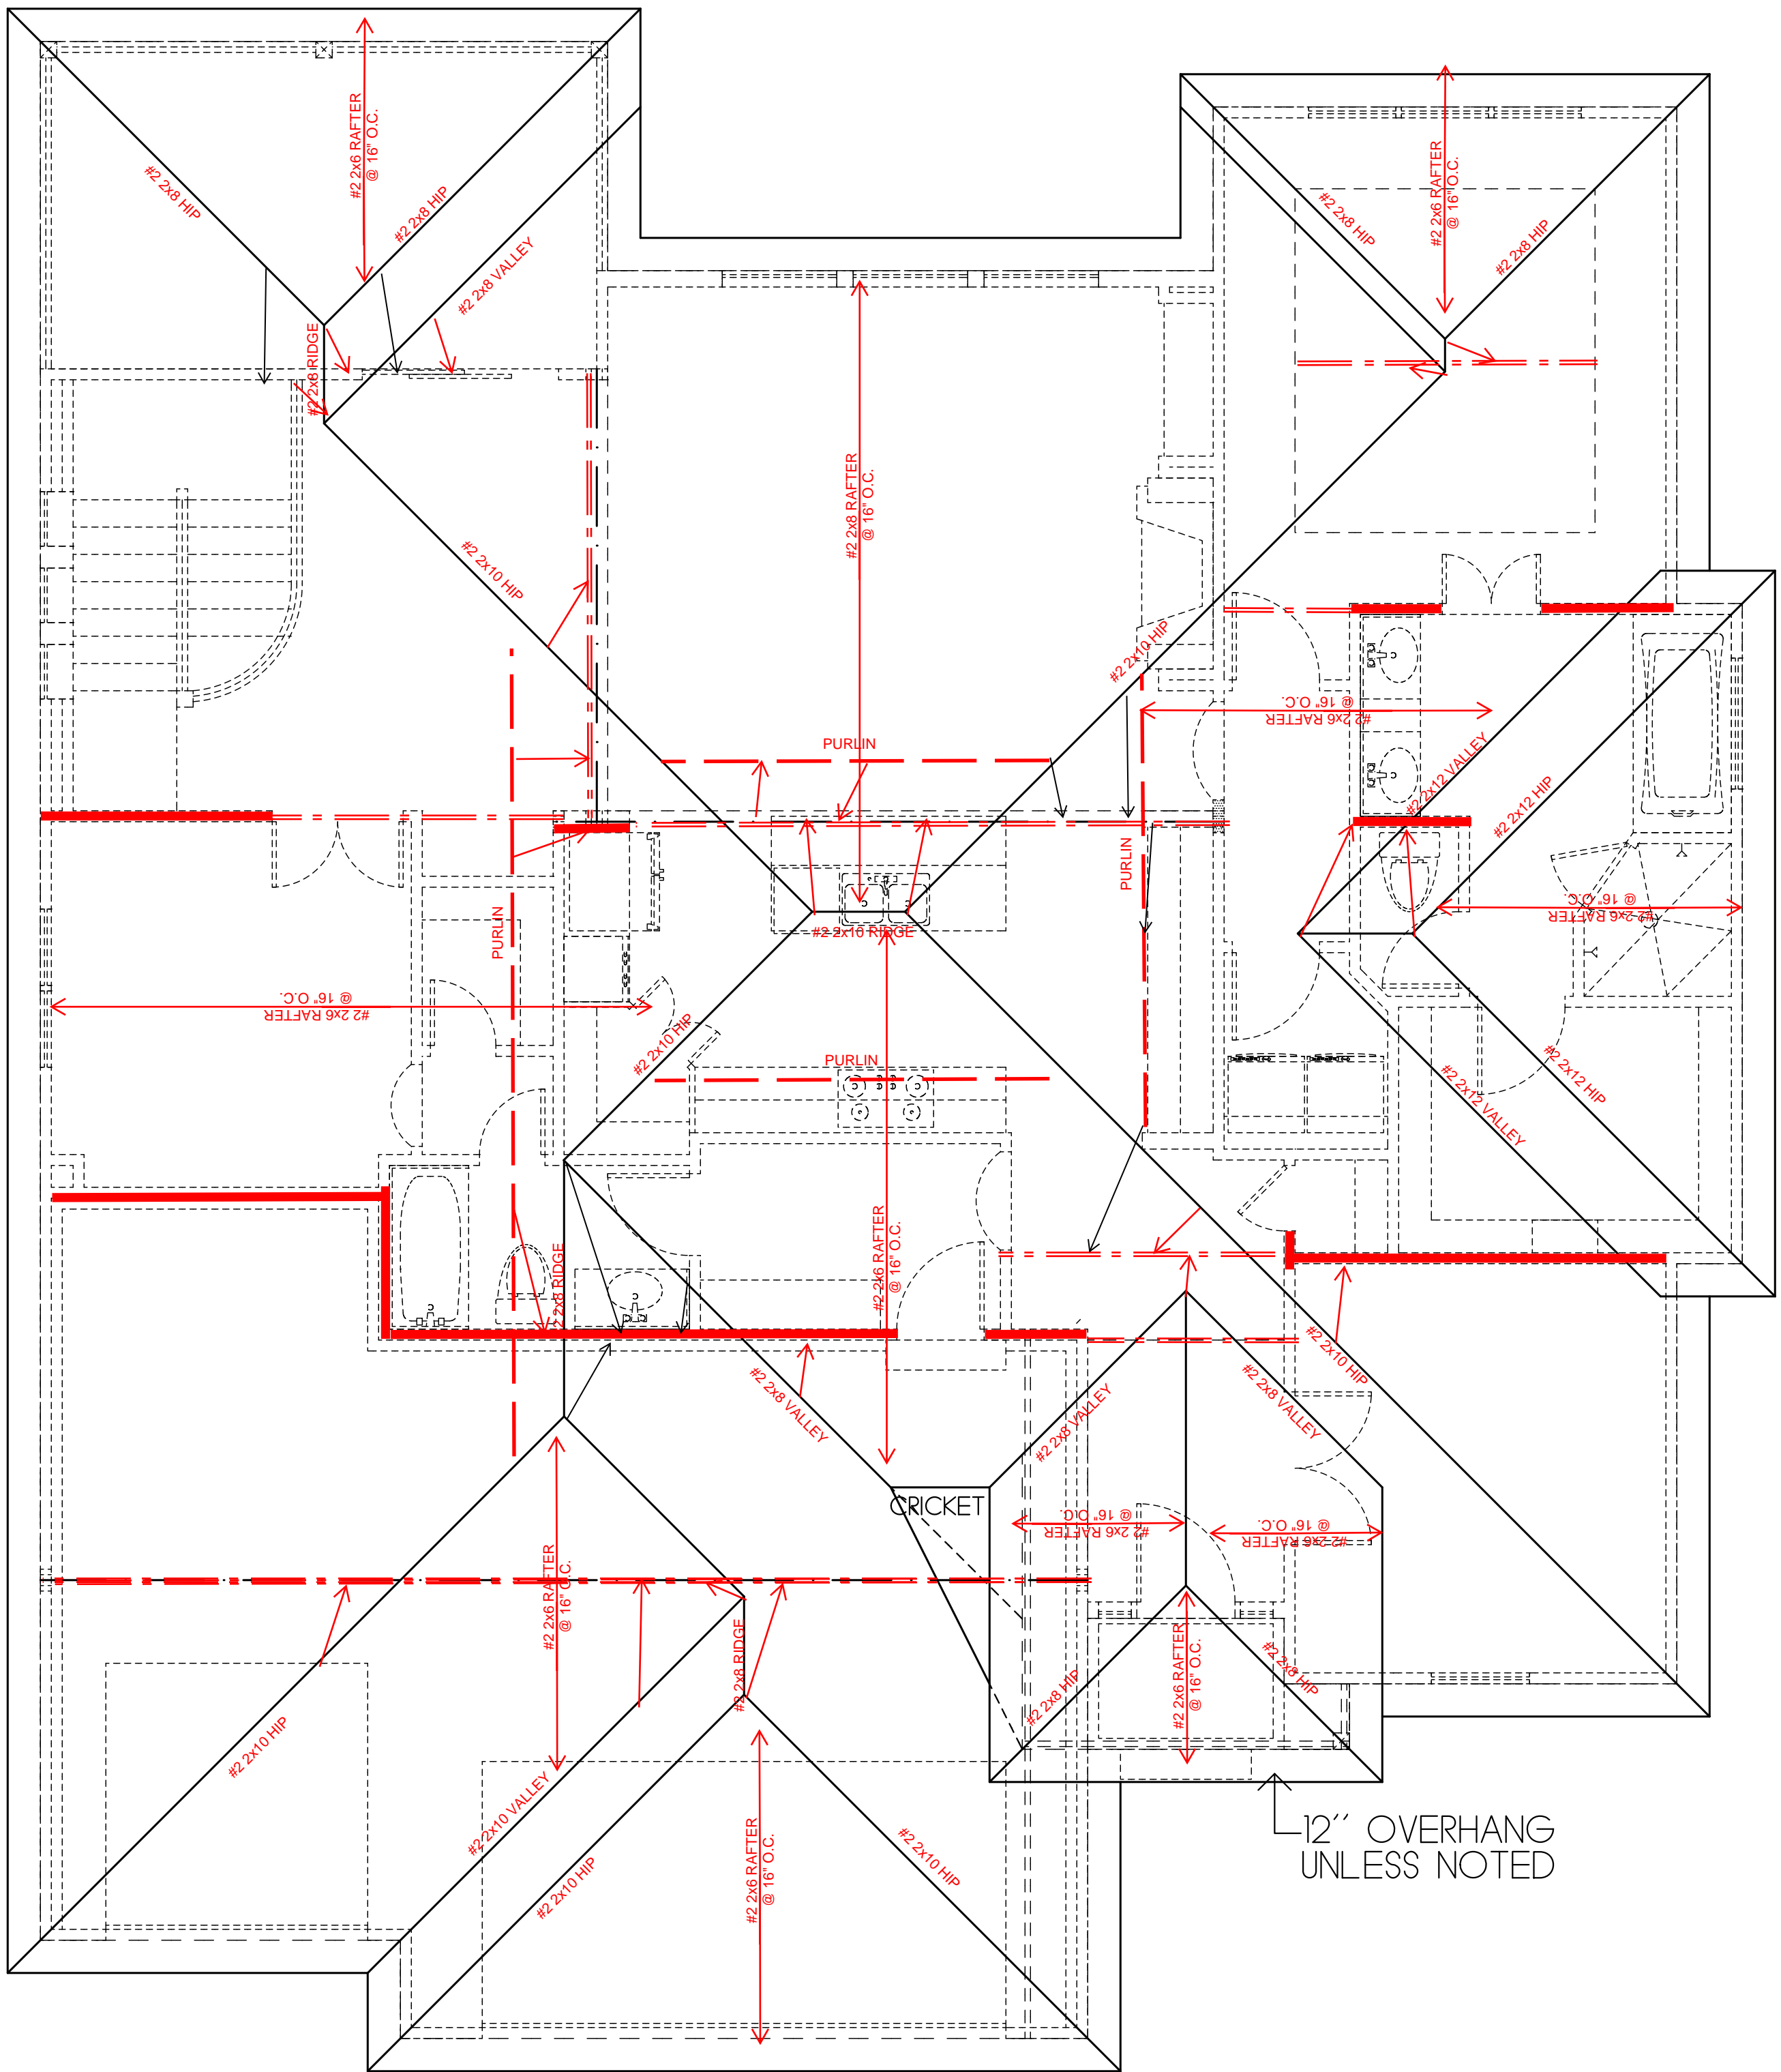 #2 2x6 RAFTER
@ 16" O.C.
#2 2x8 HIP
#2 2x8 HIP
#2 2x8 VALLEY
#2 2x8 RIDGE
#2 2x6 RAFTER
@ 16" O.C.
#2 2x8 HIP
#2 2x8 HIP
#2 2x8 RAFTER
@ 16" O.C.
#2 2x10 HIP
#2 2x10 HIP
#2 2x6 RAFTER
@ 16" O.C.
PURLIN
#2 2x12 VALLEY
#2 2x12 HIP
PURLIN
PURLIN
#2 2x10 RIDGE
#2 2x6 RAFTER
@ 16" O.C.
#2 2x6 RAFTER
@ 16" O.C.
#2 2x10 HIP
PURLIN
#2 2x12 VALLEY
#2 2x12 HIP
#2 2x8 RIDGE
#2 2x6 RAFTER
@ 16" O.C.
#2 2x10 HIP
#2 2x8 VALLEY
#2 2x8 VALLEY
#2 2x8 VALLEY
CRICKET
#2 2x6 RAFTER
@ 16" O.C.
#2 2x6 RAFTER
@ 16" O.C.
#2 2x6 RAFTER
@ 16" O.C.
#2 2x8 RIDGE
#2 2x8 HIP
#2 2x6 RAFTER
@ 16" O.C.
#2 2x8 HIP
#2 2x10 HIP
#2 2x10 VALLEY
#2 2x10 HIP
#2 2x6 RAFTER
@ 16" O.C.
#2 2x10 HIP
12" OVERHANG
UNLESS NOTED